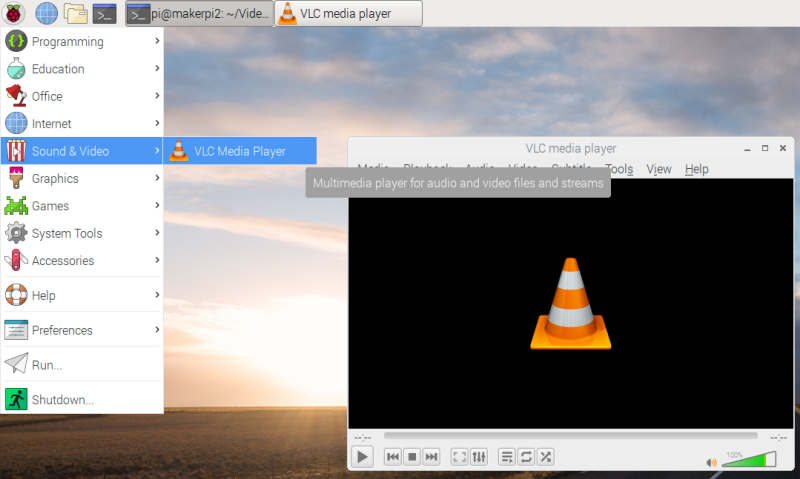 pi@makerpi2: ~/Vide...
VLC media player
Programming
Education
Office
Internet
Sound & Video
VLC Media Player
Graphics
Games
System Tools
Accessories
Help
Preferences
Run...
Shutdown...
VLC media player
Media Playback Audio Video Subtitle Tools View Help
Multimedia player for audio and video files and streams
--:-- --:--
100%